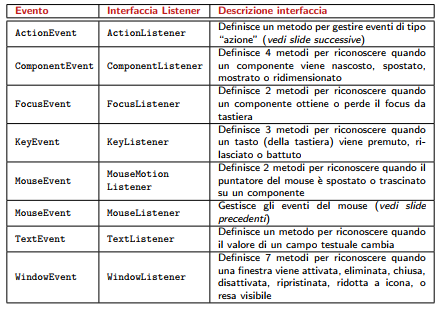 Evento Interfaccia Listener Descrizione interfaccia
ActionEvent ActionListener Definisce un metodo per gestire eventi di tipo
“azione” (vedi slide successive)
ComponentEvent ComponentListener Definisce 4 metodi per riconoscere quando
un componente viene nascosto, spostato,
mostrato o ridimensionato
FocusEvent FocusListener Definisce 2 metodi per riconoscere quando
un componente ottiene o perde il focus da
tastiera
KeyEvent KeyListener Definisce 3 metodi per riconoscere quando
un tasto (della tastiera) viene premuto, ri-
lasciato o battuto
MouseEvent MouseMotion
Listener Definisce 2 metodi per riconoscere quando il
puntatore del mouse è spostato o trascinato
su un componente
MouseEvent MouseListener Gestisce gli eventi del mouse (vedi slide
precedenti)
TextEvent TextListener Definisce un metodo per riconoscere quando
il valore di un campo testuale cambia
WindowEvent WindowListener Definisce 7 metodi per riconoscere quando
una finestra viene attivata, eliminata, chiusa,
disattivata, ripristinata, ridotta a icona, o
resa visibile